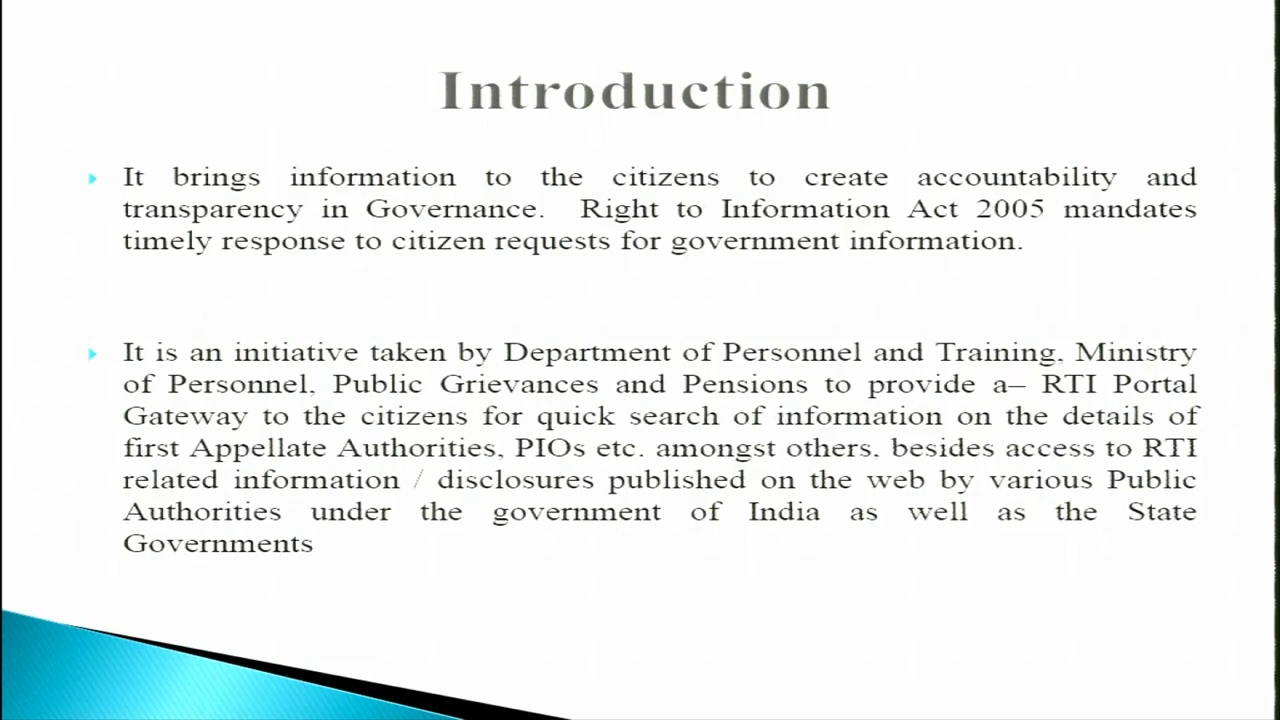 Introduction
It brings information to the citizens to create accountability and
transparency in Governance. Right to Information Act 2005 mandates
timely response to citizen requests for government information.
It is an initiative taken by Department of Personnel and Training, Ministry
of Personnel, Public Grievances and Pensions to provide a– RTI Portal
Gateway to the citizens for quick search of information on the details of
first Appellate Authorities, PIOs etc. amongst others, besides access to RTI
related information / disclosures published on the web by various Public
Authorities under the government of India as well as the State
Governments